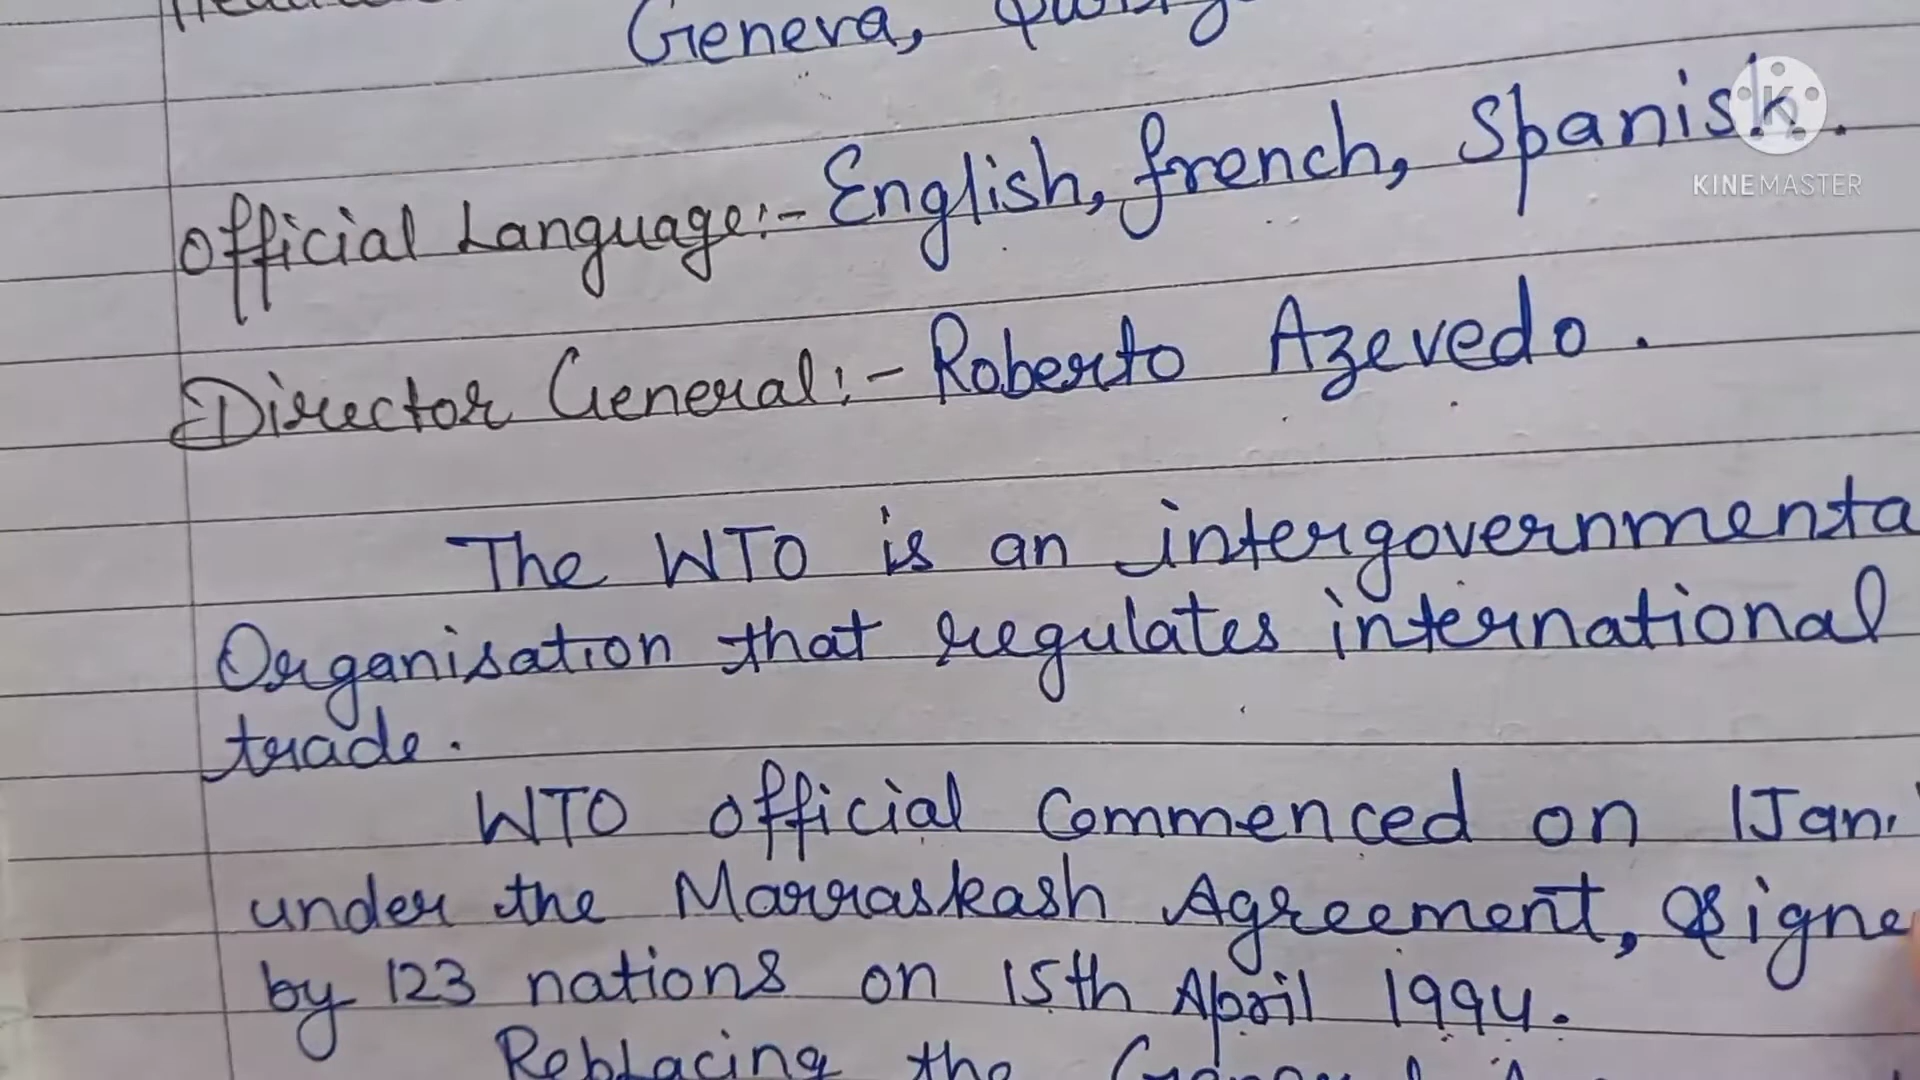 Geneva,
Official Language:- English, french, Spanish.
KINEMASTER
Director General:- Roberto Azevedo.
The WTO is an intergovernmenta
Organisation that regulates international
trade.
WTO official Commenced on 1Jan.
under the Marraskash Agreement, Signe
by 123 nations on 15th April 1994.
Replacing the